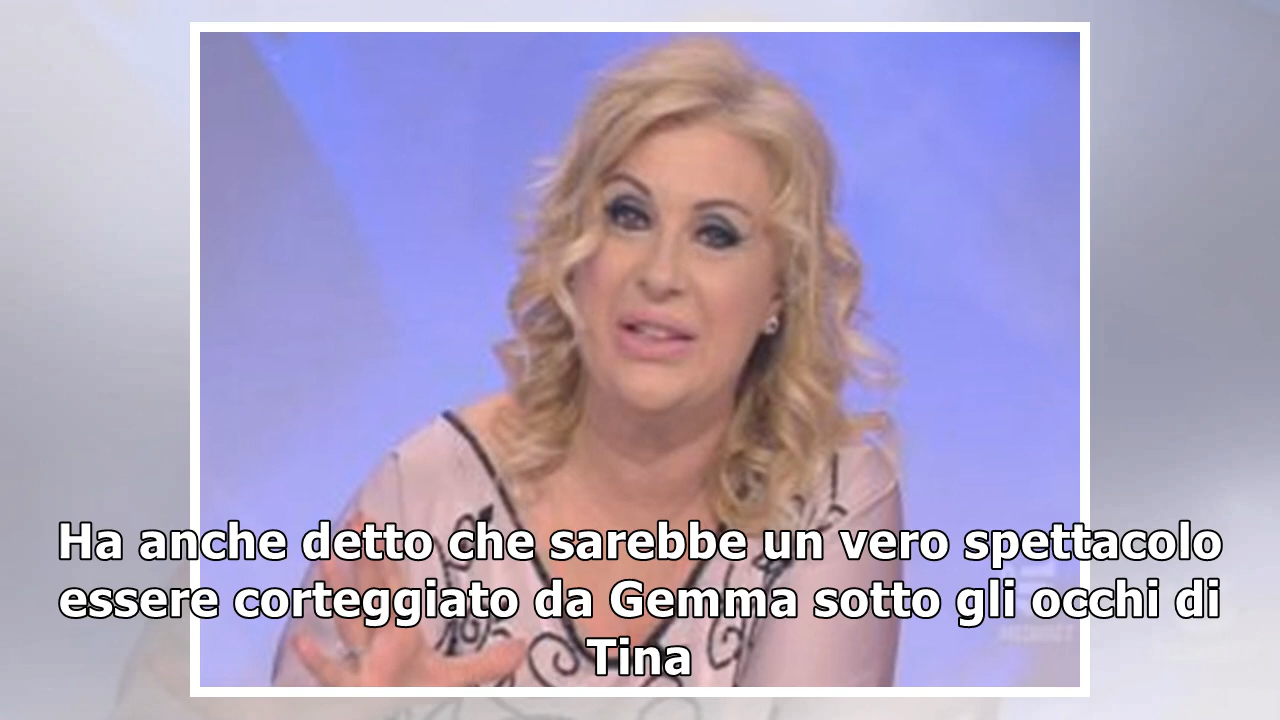 Ha anche detto che sarebbe un vero spettacolo
essere corteggiato da Gemma sotto gli occhi di
Tina